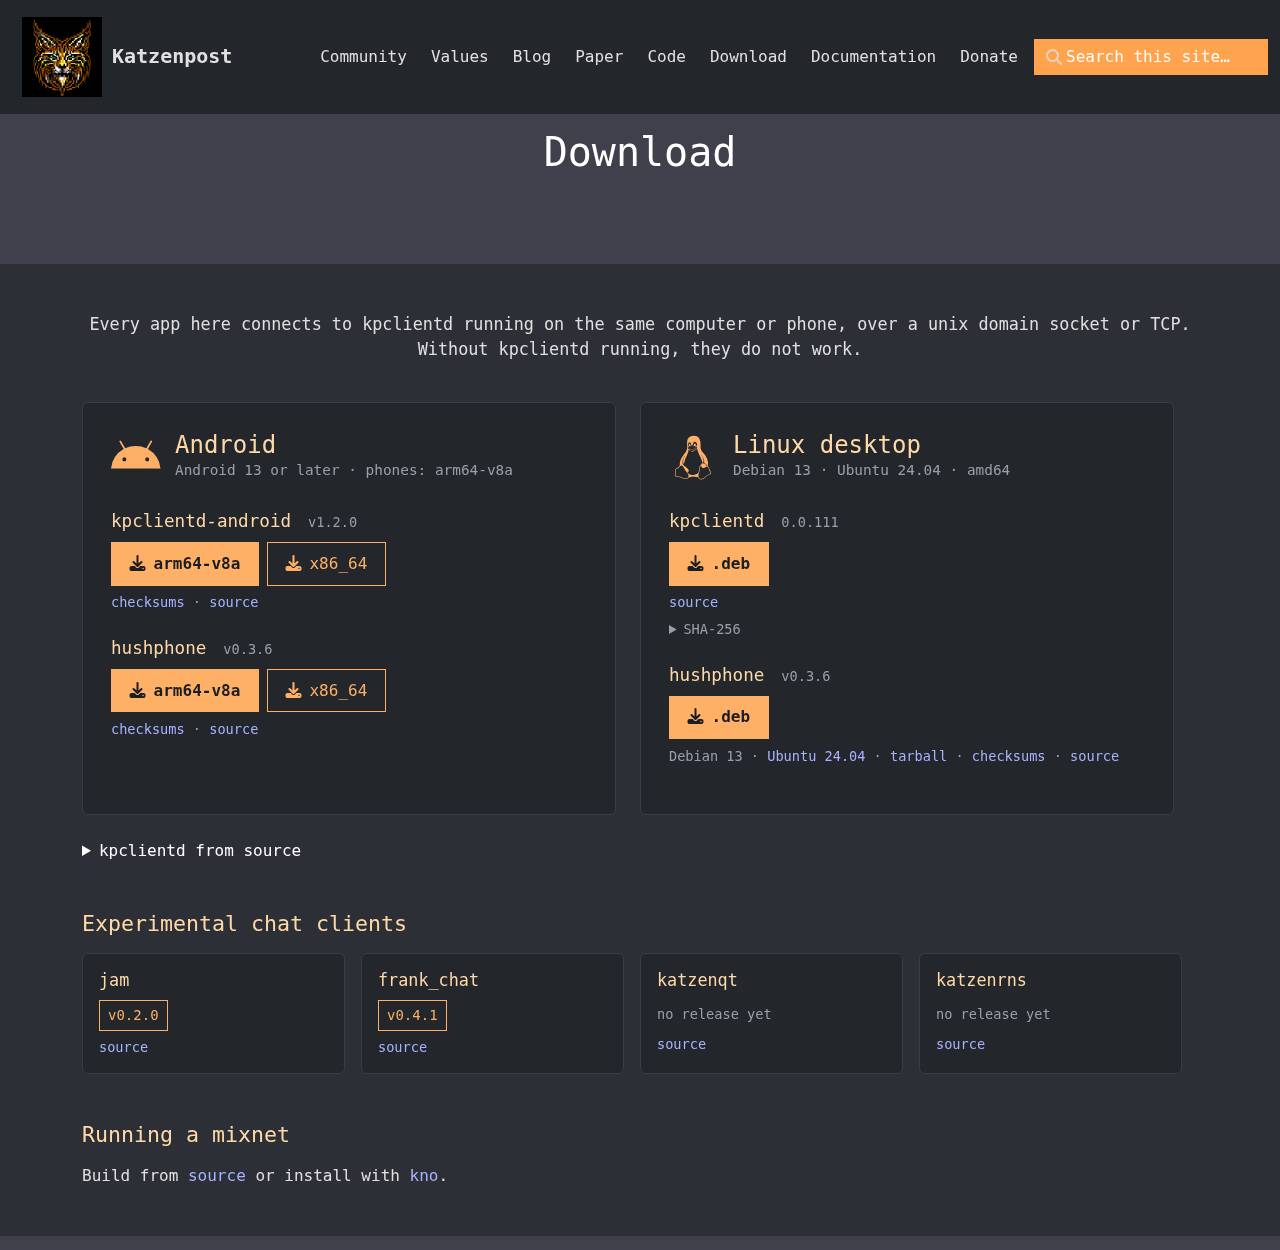 Katzenpost
Community Values Blog Paper Code Download Documentation Donate Search this site…
Download
Every app here connects to kpclientd running on the same computer or phone, over a unix domain socket or TCP.
Without kpclientd running, they do not work.
Android
Android 13 or later · phones: arm64-v8a
kpclientd-android v1.2.0
arm64-v8a x86_64
checksums · source
hushphone v0.3.6
arm64-v8a x86_64
checksums · source
Linux desktop
Debian 13 · Ubuntu 24.04 · amd64
kpclientd 0.0.111
.deb
source
SHA-256
hushphone v0.3.6
.deb
Debian 13 · Ubuntu 24.04 · tarball · checksums · source
kpclientd from source
Experimental chat clients
jam
v0.2.0
source
frank_chat
v0.4.1
source
katzenqt
no release yet
source
katzenrns
no release yet
source
Running a mixnet
Build from source or install with kno.